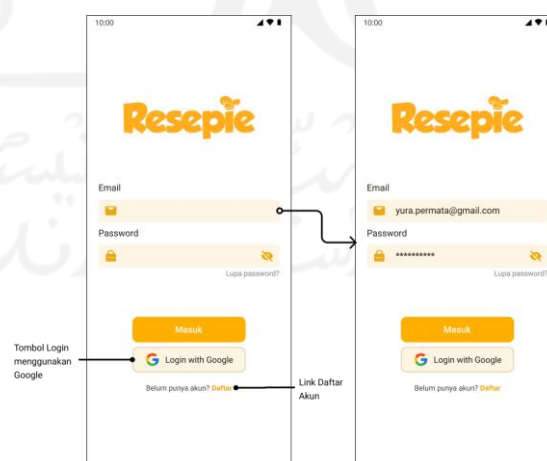 10:00
Resepie
Email
Password
Lupa password?
Masuk
Login with Google
Belum punya akun? Daftar
Tombol Login
menggunakan
Google
Link Daftar
Akun
10:00
Resepie
Email
yura.permata@gmail.com
Password
**********
Lupa password?
Masuk
Login with Google
Belum punya akun? Daftar